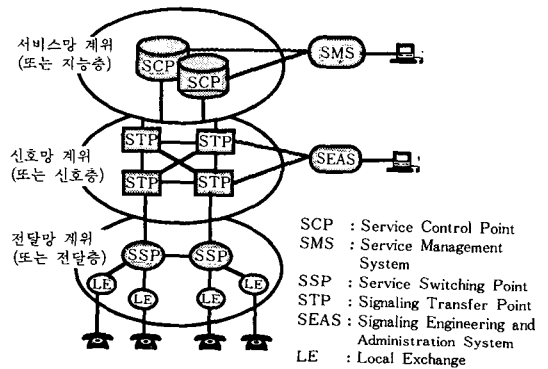 서비스망 계위
(또는 지능층)
SCP
SCP
SMS
신호망 계위
(또는 신호층)
STP
STP
STP
STP
SEAS
전달망 계위
(또는 전달층)
SSP
SSP
LE
LE
LE
LE
SCP : Service Control Point
SMS : Service Management
System
SSP : Service Switching Point
STP : Signaling Transfer Point
SEAS : Signaling Engineering and
Administration System
LE : Local Exchange